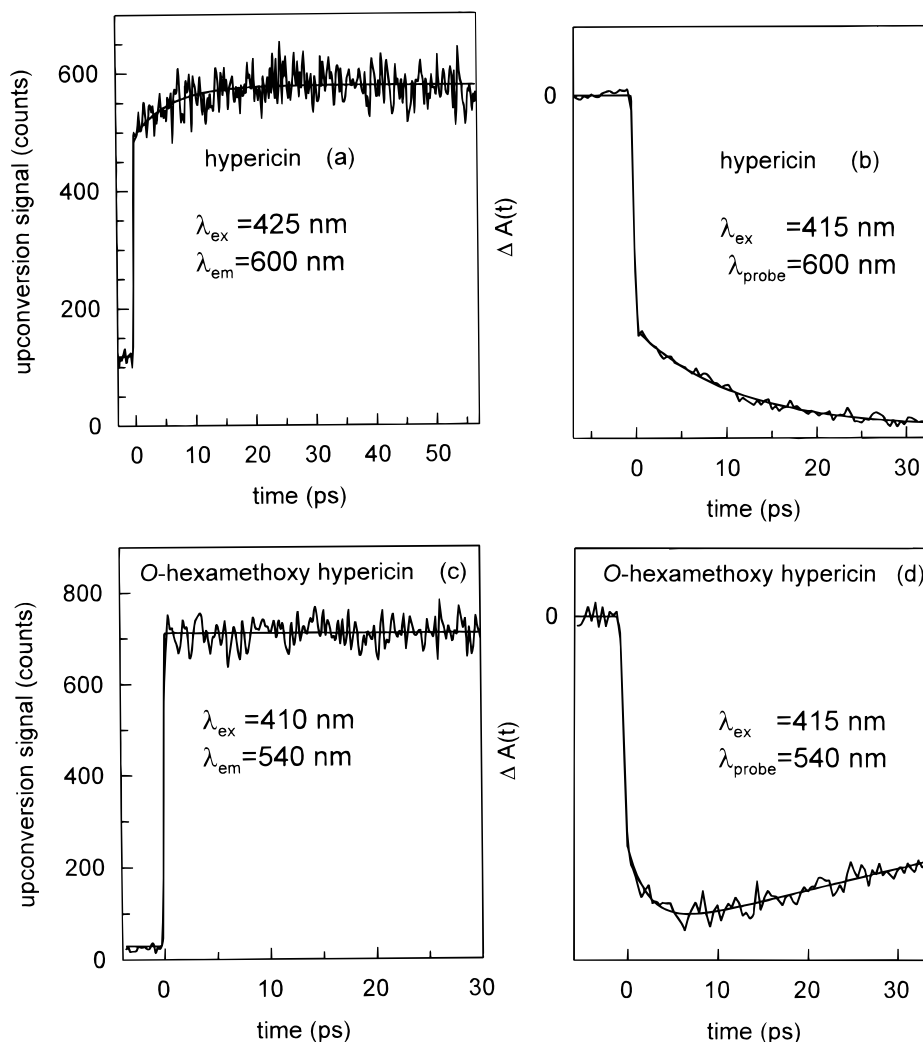 upconversion signal (counts)
600
400
200
0
hypericin (a)
λex =425 nm
λem=600 nm
0 10 20 30 40 50
time (ps)
Δ A(t)
0
hypericin (b)
λex =415 nm
λprobe=600 nm
0 10 20 30
time (ps)
upconversion signal (counts)
800
600
400
200
0
O-hexamethoxy hypericin (c)
λex =410 nm
λem=540 nm
0 10 20 30
time (ps)
Δ A(t)
0
O-hexamethoxy hypericin (d)
λex =415 nm
λprobe=540 nm
0 10 20 30
time (ps)